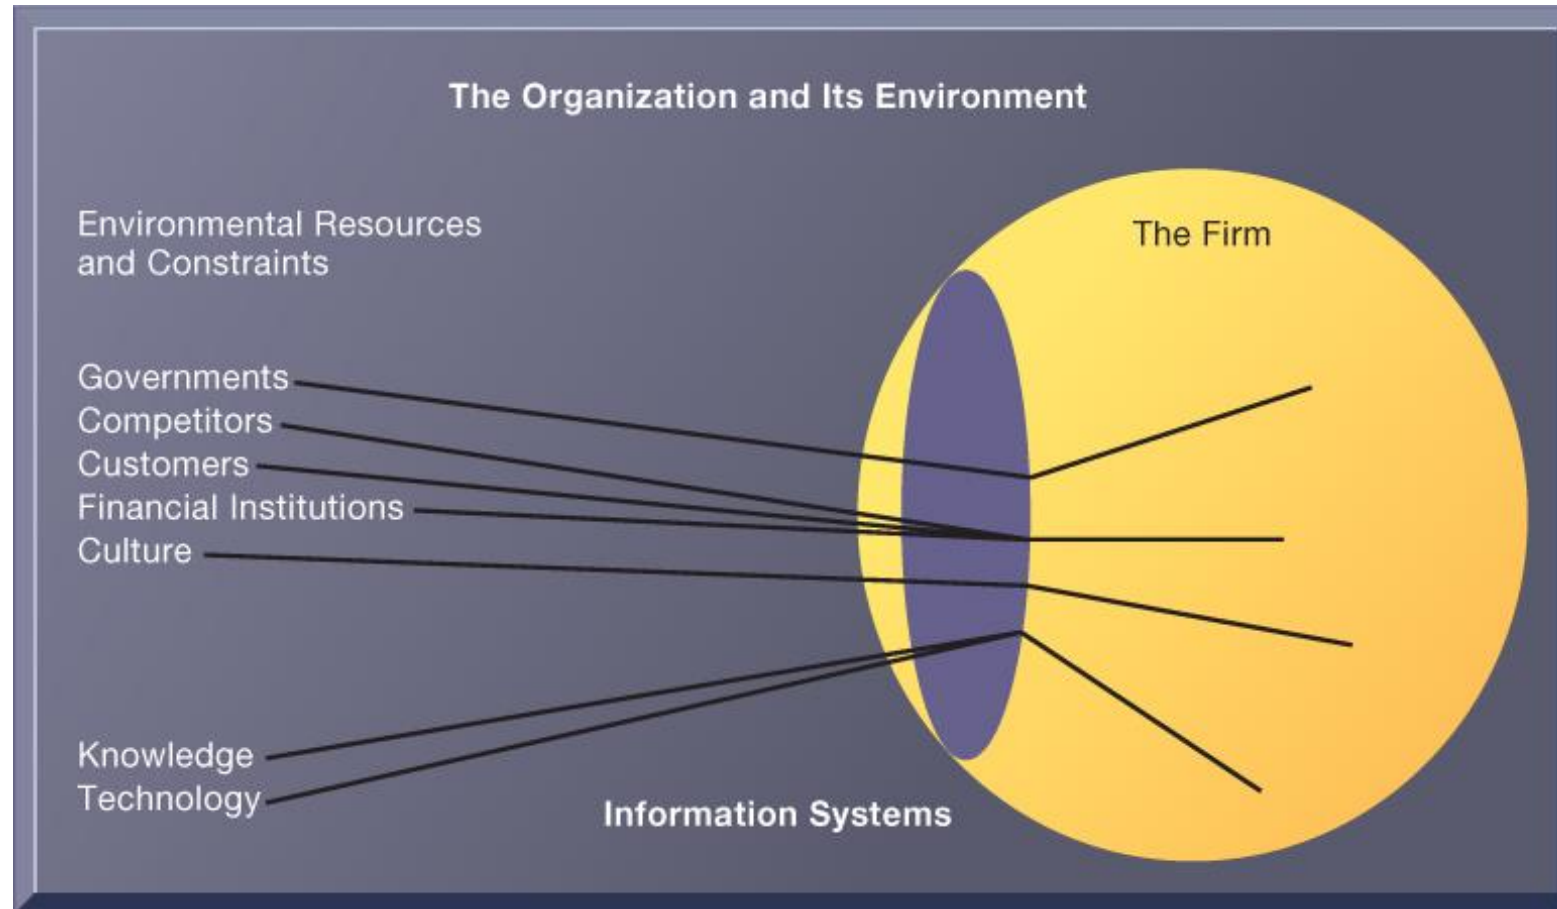 The Organization and Its Environment
Environmental Resources
and Constraints
The Firm
Governments
Competitors
Customers
Financial Institutions
Culture
Knowledge
Technology
Information Systems